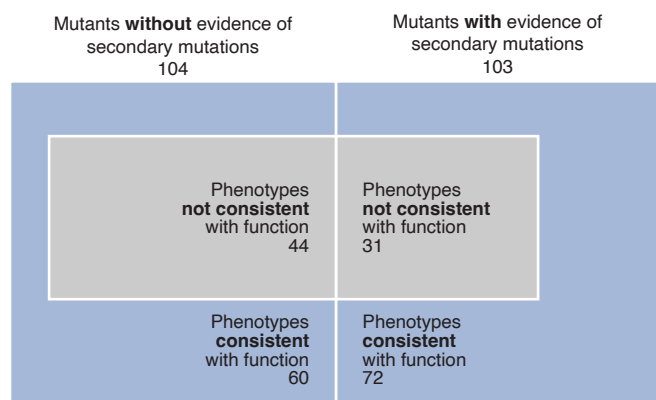 Mutants without evidence of
secondary mutations
104
Mutants with evidence of
secondary mutations
103
Phenotypes
not consistent
with function
44
Phenotypes
not consistent
with function
31
Phenotypes
consistent
with function
60
Phenotypes
consistent
with function
72